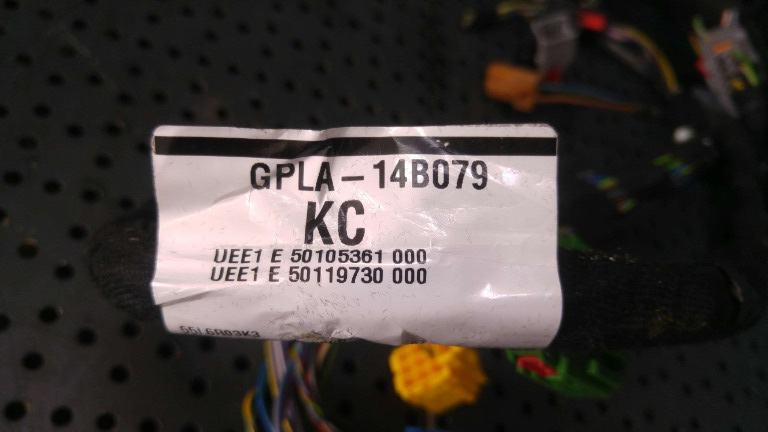 GPLA-14B079
KC
UEE1 E 50105361 000
UEE1 E 50119730 000